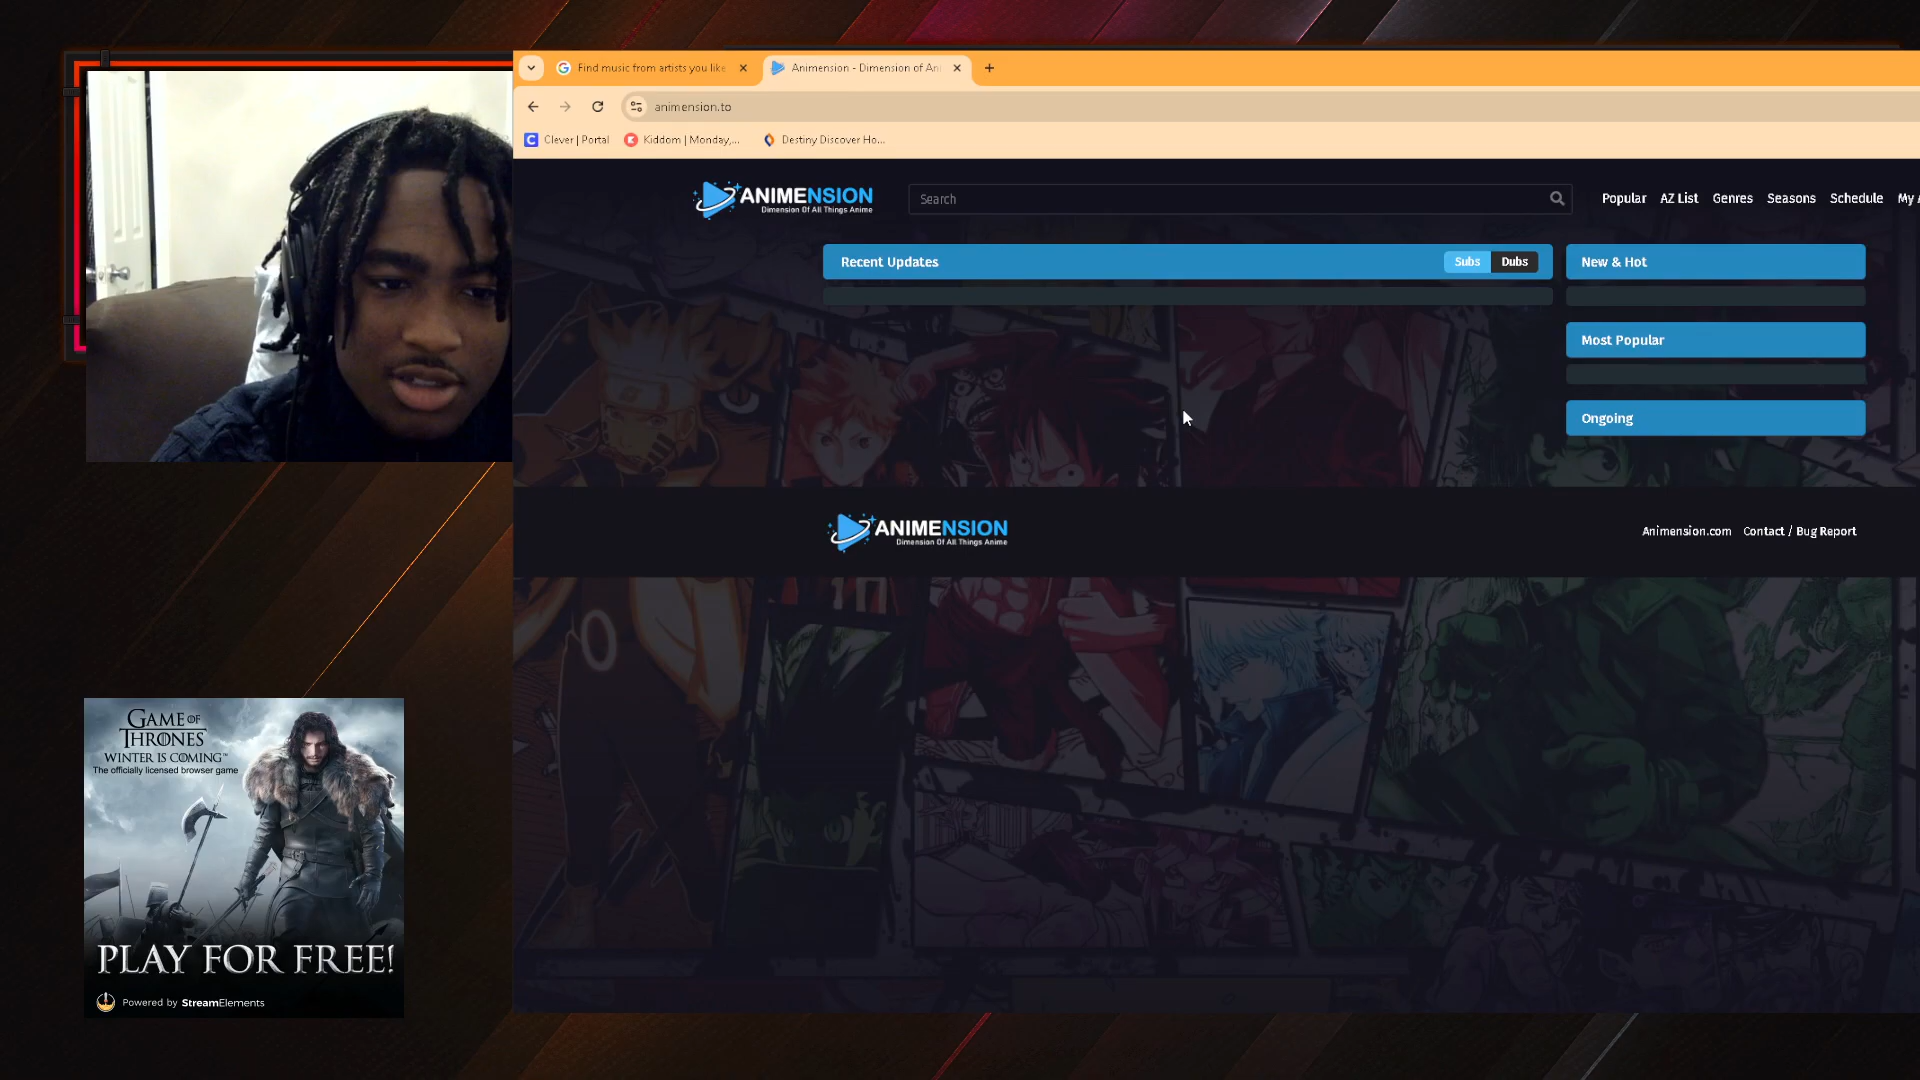 Find music from artists you like
Animension - Dimension of Ani
animension.to
Clever | Portal
Kiddom | Monday,...
Destiny Discover Ho...
ANIMENSION
Dimension Of All Things Anime
Search
Popular
AZ List
Genres
Seasons
Schedule
My A
Recent Updates
Subs
Dubs
New & Hot
Most Popular
Ongoing
ANIMENSION
Dimension Of All Things Anime
Animension.com
Contact / Bug Report
GAME OF
THRONES
WINTER IS COMING™
The officially licensed browser game
PLAY FOR FREE!
Powered by StreamElements